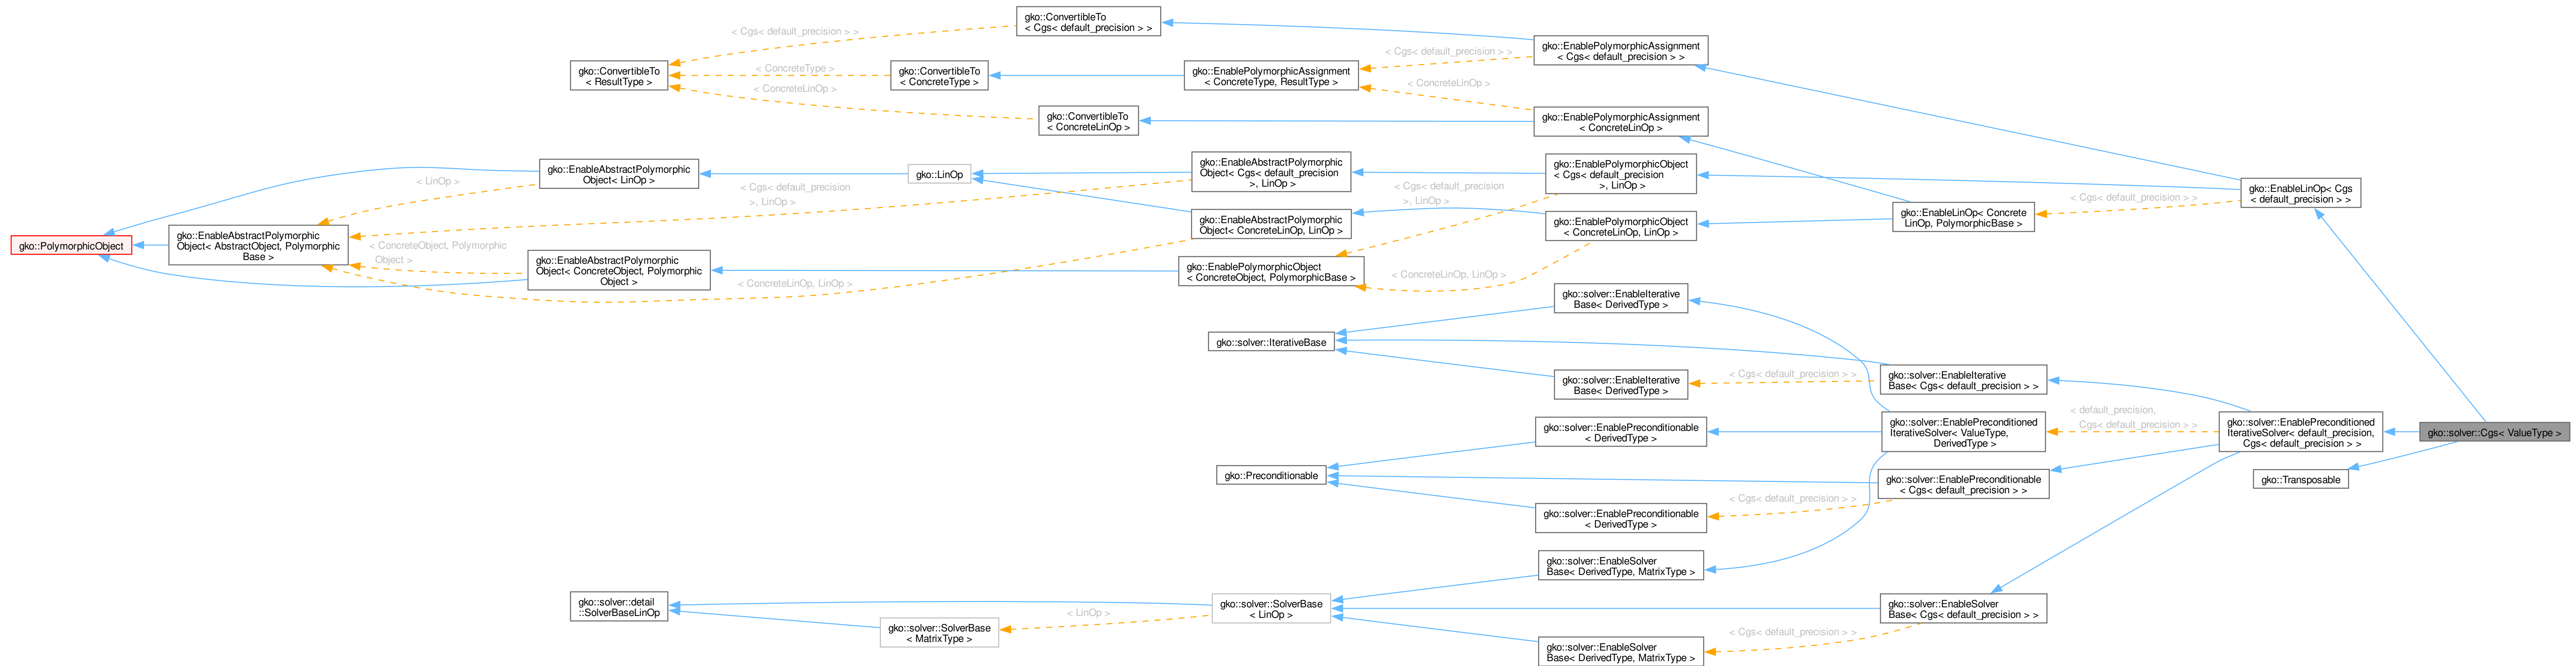 gko::ConvertibleTo
< Cgs< default_precision > >
< Cgs< default_precision > >
gko::EnablePolymorphicAssignment
< Cgs< default_precision > >
< Cgs< default_precision > >
gko::ConvertibleTo
< ResultType >
< ConcreteType >
gko::ConvertibleTo
< ConcreteType >
gko::EnablePolymorphicAssignment
< ConcreteType, ResultType >
< ConcreteLinOp >
< ConcreteLinOp >
gko::ConvertibleTo
< ConcreteLinOp >
gko::EnablePolymorphicAssignment
< ConcreteLinOp >
gko::EnableAbstractPolymorphic
Object< LinOp >
gko::LinOp
gko::EnableAbstractPolymorphic
Object< Cgs< default_precision
>, LinOp >
gko::EnablePolymorphicObject
< Cgs< default_precision
>, LinOp >
< LinOp >
< Cgs< default_precision
>, LinOp >
< Cgs< default_precision
>, LinOp >
gko::EnableLinOp< Cgs
< default_precision > >
< Cgs< default_precision > >
gko::EnableLinOp< Concrete
LinOp, PolymorphicBase >
gko::EnableAbstractPolymorphic
Object< ConcreteLinOp, LinOp >
gko::EnablePolymorphicObject
< ConcreteLinOp, LinOp >
gko::PolymorphicObject
gko::EnableAbstractPolymorphic
Object< AbstractObject, Polymorphic
Base >
< ConcreteObject, Polymorphic
Object >
gko::EnableAbstractPolymorphic
Object< ConcreteObject, Polymorphic
Object >
< ConcreteLinOp, LinOp >
gko::EnablePolymorphicObject
< ConcreteObject, PolymorphicBase >
< ConcreteLinOp, LinOp >
gko::solver::EnableIterative
Base< DerivedType >
gko::solver::IterativeBase
gko::solver::EnableIterative
Base< DerivedType >
< Cgs< default_precision > >
gko::solver::EnableIterative
Base< Cgs< default_precision > >
gko::solver::EnablePreconditionable
< DerivedType >
gko::solver::EnablePreconditioned
IterativeSolver< ValueType,
DerivedType >
< default_precision,
Cgs< default_precision > >
gko::solver::EnablePreconditioned
IterativeSolver< default_precision,
Cgs< default_precision > >
gko::solver::Cgs< ValueType >
gko::Preconditionable
gko::solver::EnablePreconditionable
< Cgs< default_precision > >
gko::Transposable
< Cgs< default_precision > >
gko::solver::EnablePreconditionable
< DerivedType >
gko::solver::EnableSolver
Base< DerivedType, MatrixType >
gko::solver::detail
::SolverBaseLinOp
gko::solver::SolverBase
< MatrixType >
< LinOp >
gko::solver::SolverBase
< LinOp >
gko::solver::EnableSolver
Base< Cgs< default_precision > >
< Cgs< default_precision > >
gko::solver::EnableSolver
Base< DerivedType, MatrixType >